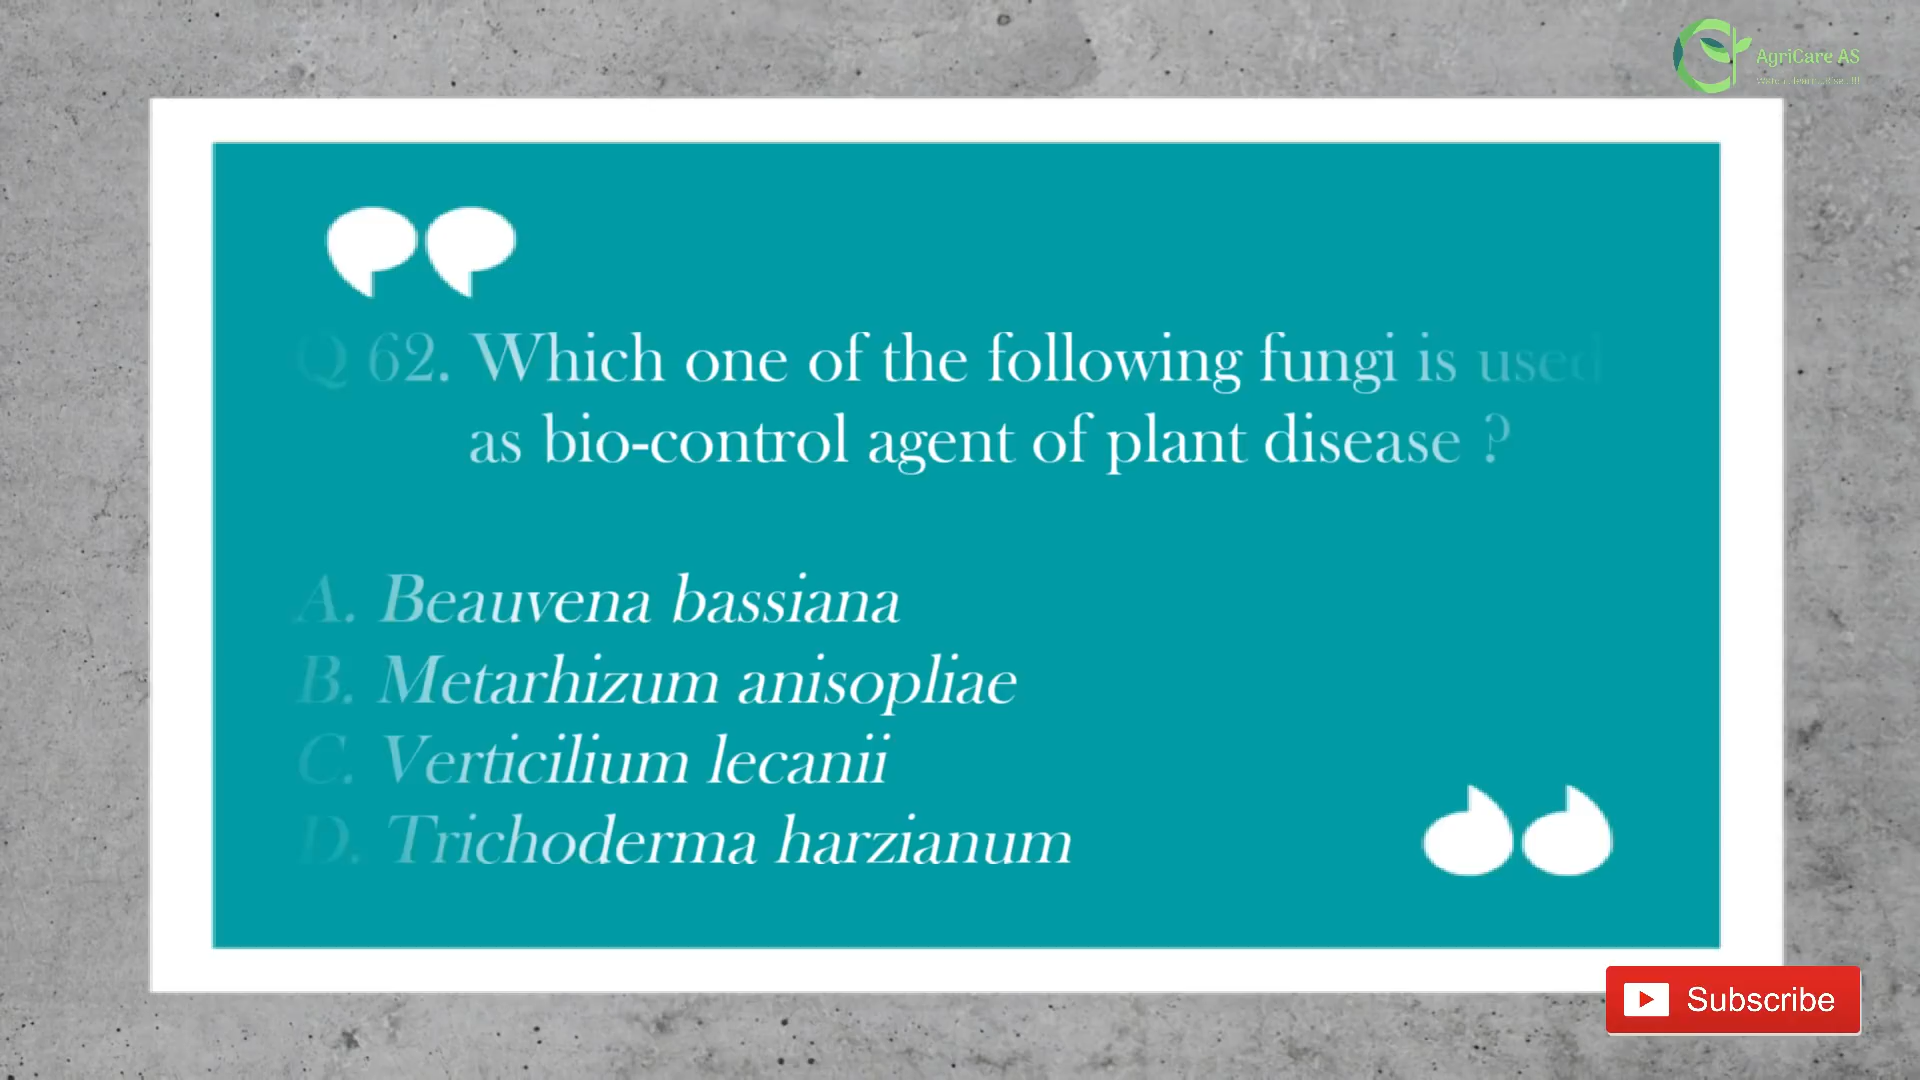 AgriCare AS
Q 62. Which one of the following fungi is used
as bio-control agent of plant disease ?
A. Beauvena bassiana
B. Metarhizum anisopliae
C. Verticilium lecanii
D. Trichoderma harzianum
Subscribe